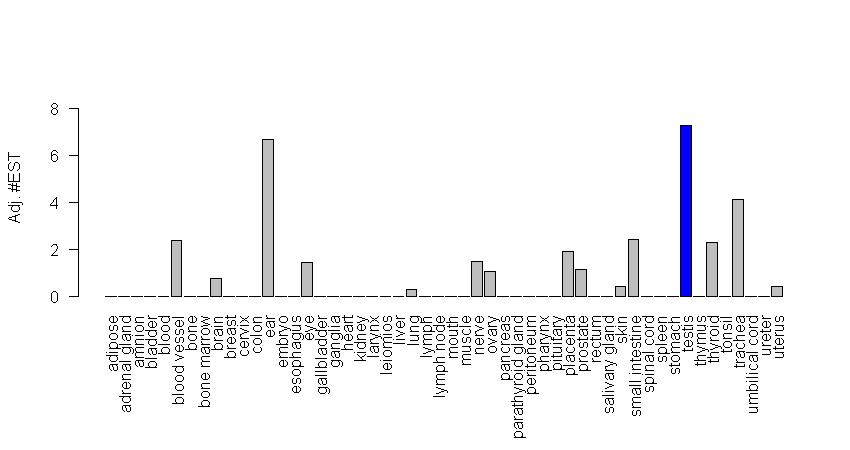 8
6
4
2
0
Adj. #EST
adipose
adrenal gland
amnion
bladder
blood
blood vessel
bone
bone marrow
brain
breast
cervix
colon
ear
embryo
esophagus
eye
gallbladder
ganglia
heart
kidney
larynx
leiomios
liver
lung
lymph
lymph node
mouth
muscle
nerve
ovary
pancreas
parathyroid gland
peritoneum
pharynx
pituitary
placenta
prostate
rectum
salivary gland
skin
small intestine
spinal cord
spleen
stomach
testis
thymus
thyroid
tonsil
trachea
umbilical cord
ureter
uterus